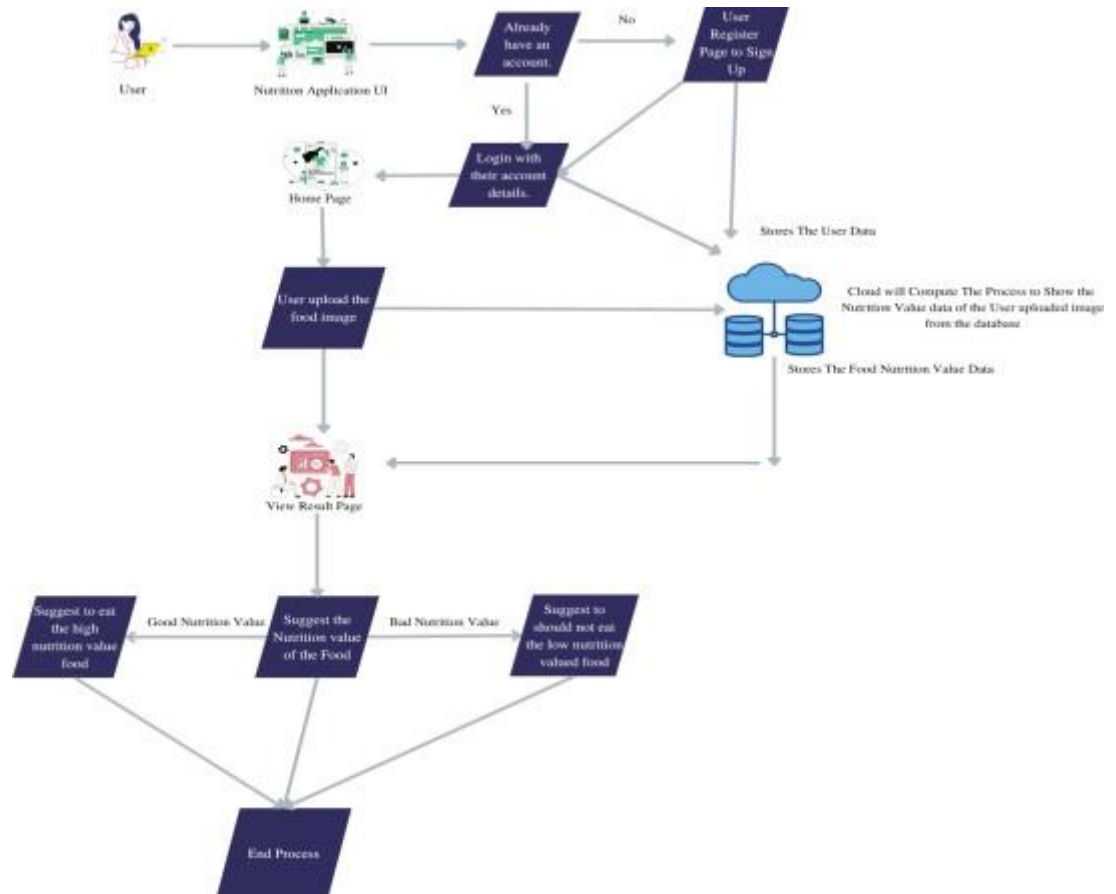 Already
have an
account.
No
User
Register
Page to Sign
Up
User
Nutrition Application UI
Yes
Login with
their account
details.
Home Page
Stores The User Data
User upload the
food image
Cloud will Compute The Process to Show the
Nutrition Value data of the User uploaded image
from the database
Stores The Food Nutrition Value Data
View Result Page
Suggest to eat
the high
nutrition value
food
Good Nutrition Value
Suggest the
Nutrition value
of the Food
Bad Nutrition Value
Suggest to
should not eat
the low nutrition
valued food
End Process